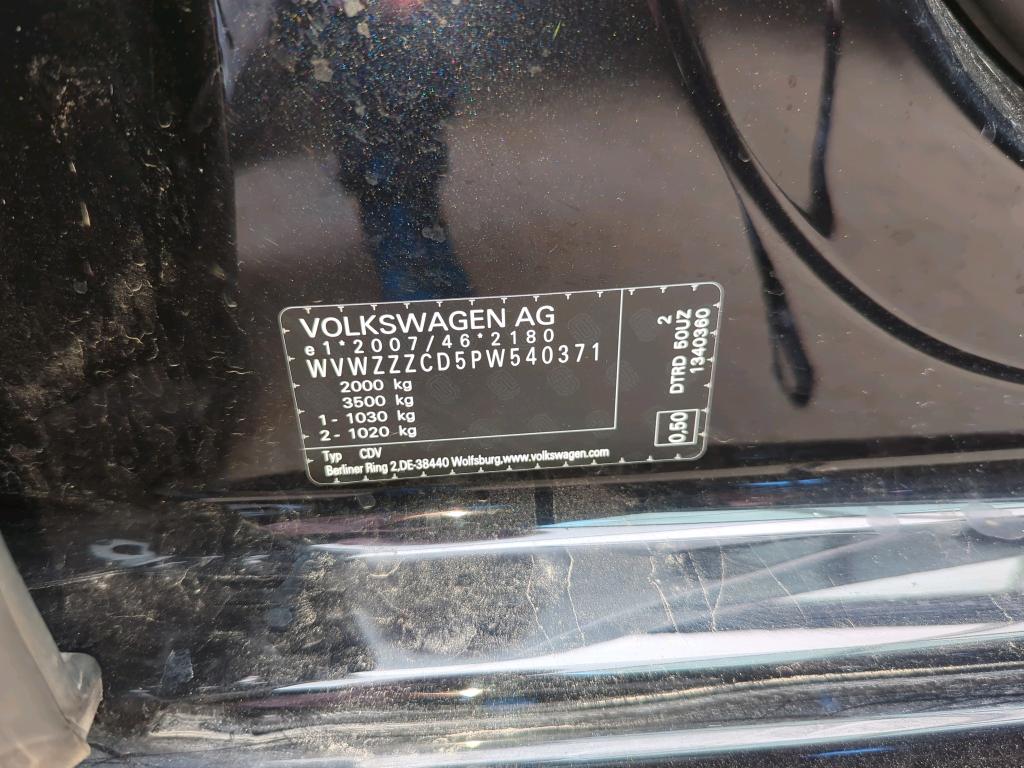 VOLKSWAGEN AG
e1*2007/46*2180
WVWZZZCD5PW540371
2000 kg
3500 kg
1- 1030 kg
2- 1020 kg
Typ CDV
Berliner Ring 2,DE-38440 Wolfsburg,www.volkswagen.com
2
DTRD 50UZ
1340360
0,50